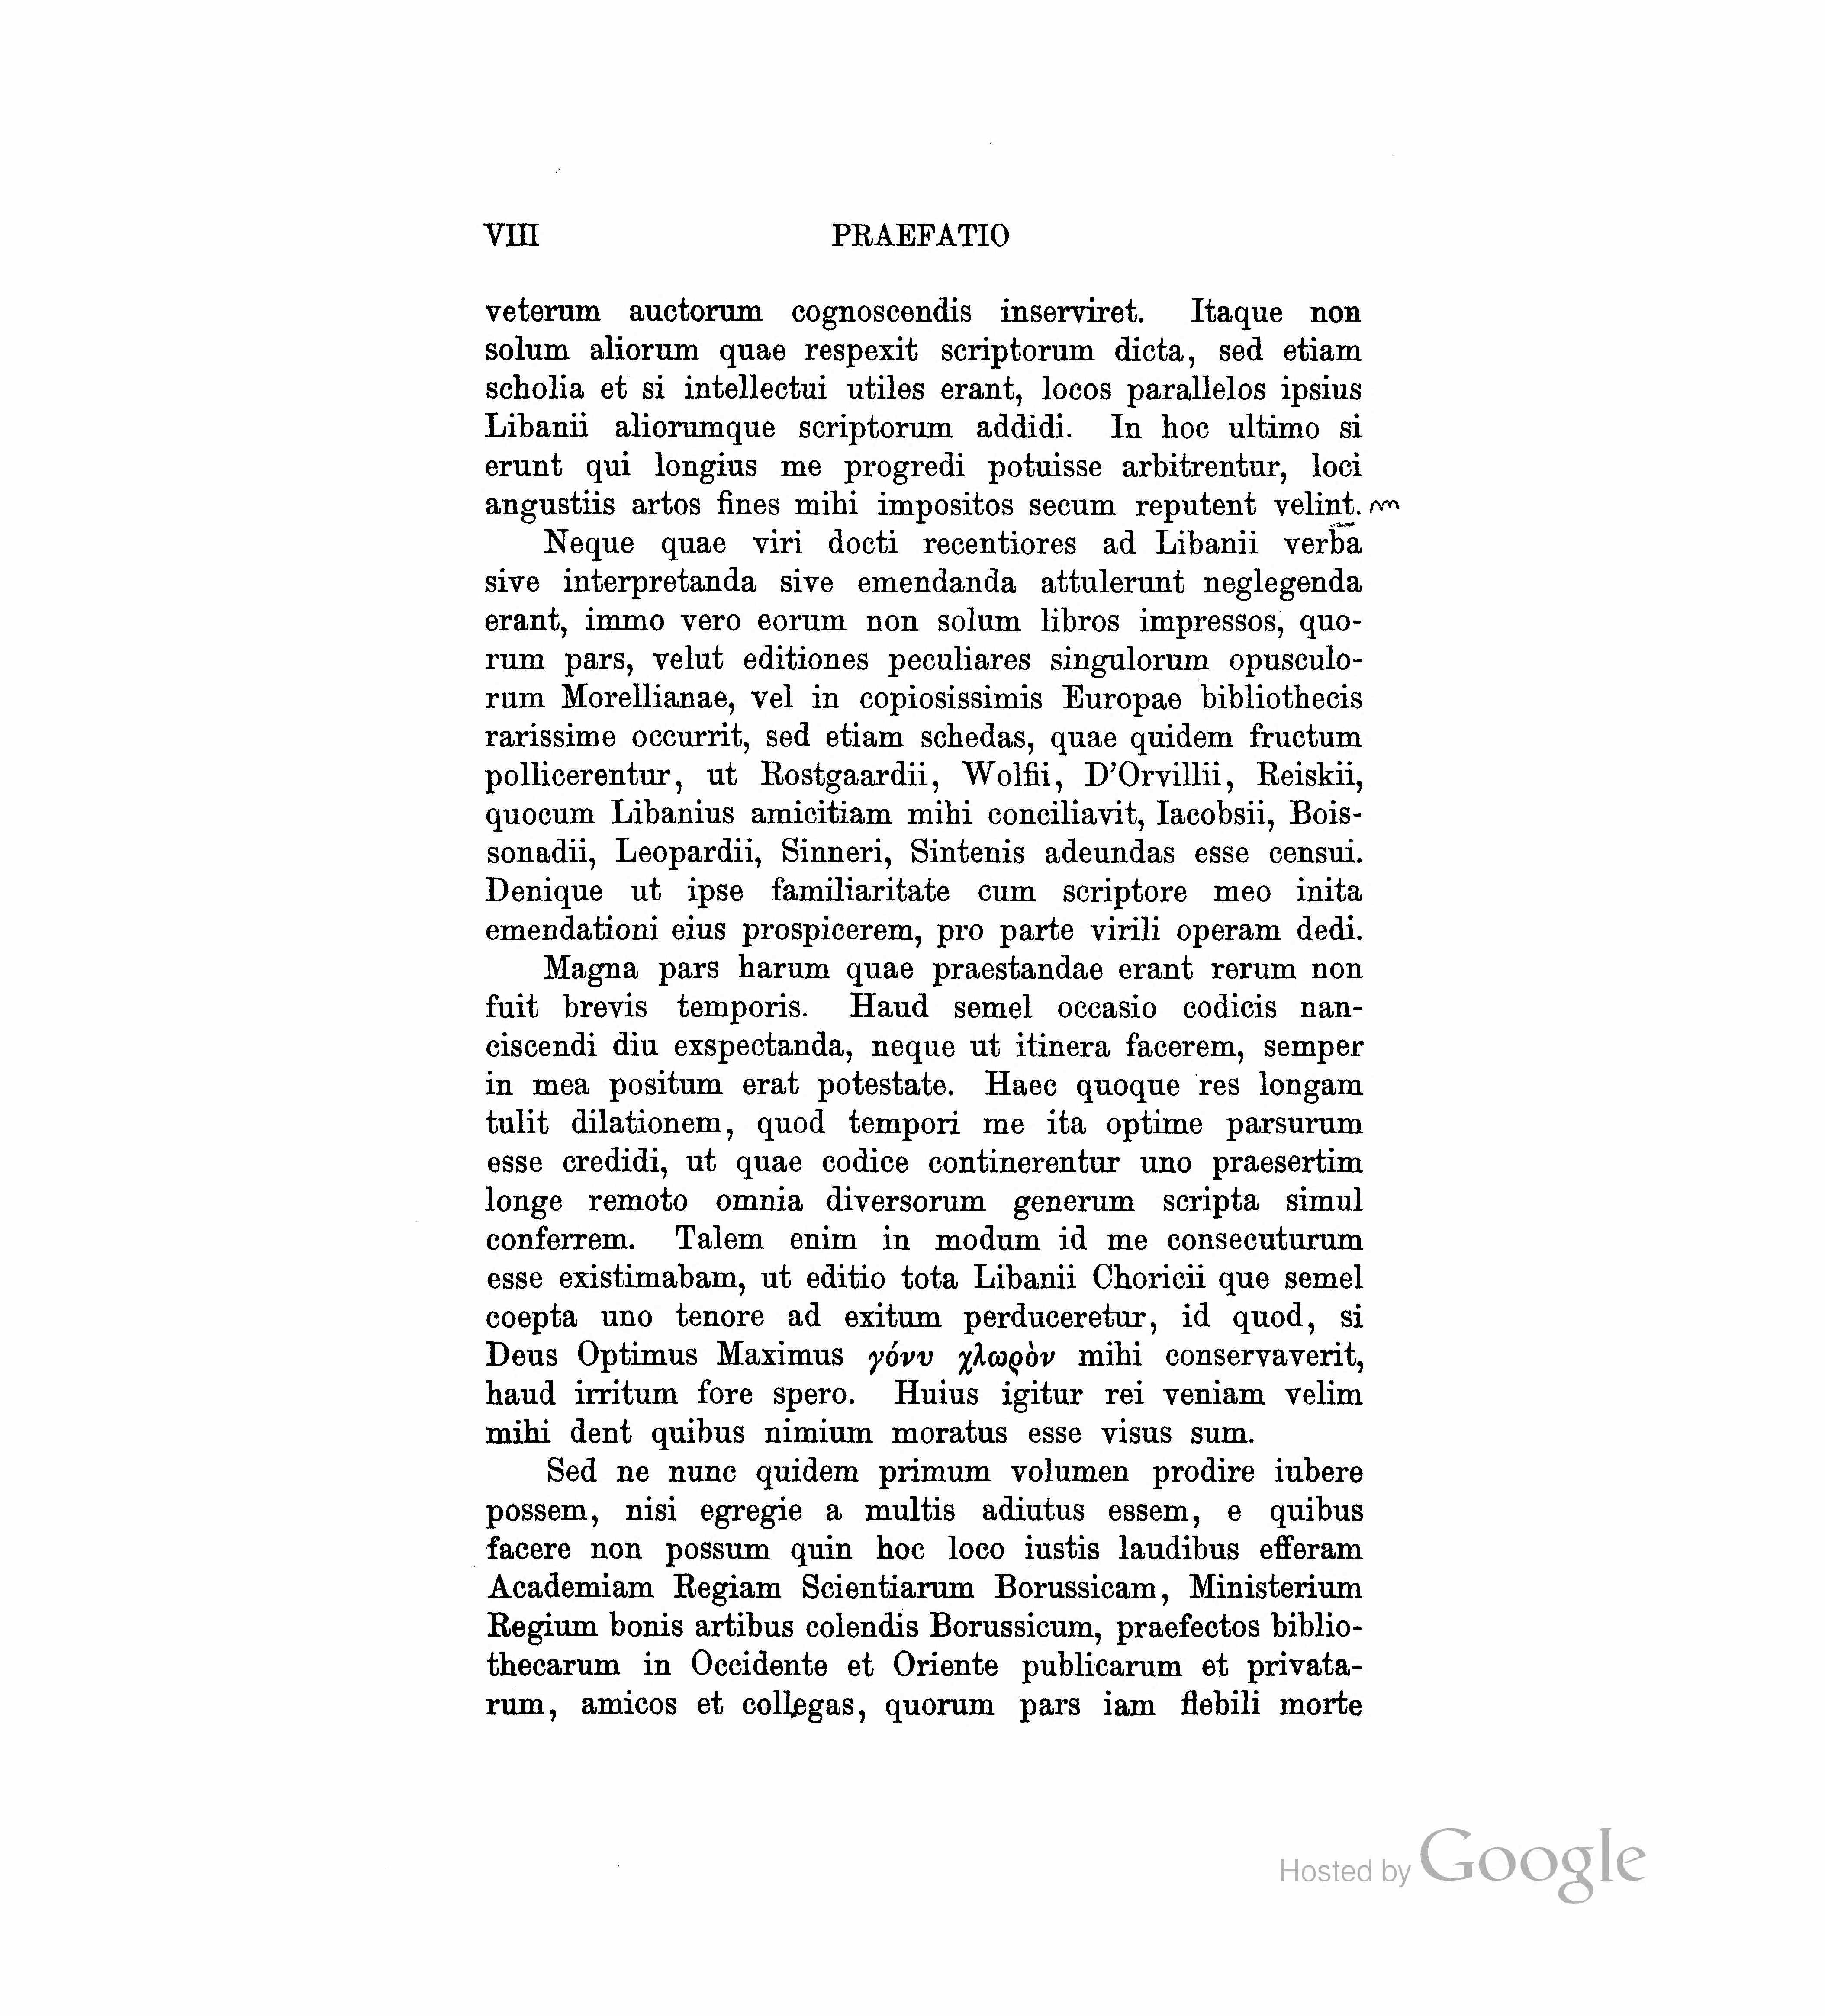 VIII PRAEFATIO
veterum auctorum cognoscendis inserviret. Itaque non
solum aliorum quae respexit scriptorum dicta, sed etiam
scholia et si intellectui utiles erant, locos parallelos ipsius
Libanii aliorumque scriptorum addidi. In hoc ultimo si
erunt qui longius me progredi potuisse arbitrentur, loci
angustiis artos fines mihi impositos secum reputent velint.
Neque quae viri docti recentiores ad Libanii verba
sive interpretanda sive emendanda attulerunt neglegenda
erant, immo vero eorum non solum libros impressos, quo-
rum pars, velut editiones peculiares singulorum opusculo-
rum Morellianae, vel in copiosissimis Europae bibliothecis
rarissime occurrit, sed etiam schedas, quae quidem fructum
pollicerentur, ut Rostgaardii, Wolfii, D'Orvillii, Reiskii,
quocum Libanius amicitiam mihi conciliavit, Iacobsii, Bois-
sonadii, Leopardii, Sinneri, Sintenis adeundas esse censui.
Denique ut ipse familiaritate cum scriptore meo inita
emendationi eius prospicerem, pro parte virili operam dedi.
Magna pars harum quae praestandae erant rerum non
fuit brevis temporis. Haud semel occasio codicis nan-
ciscendi diu exspectanda, neque ut itinera facerem, semper
in mea positum erat potestate. Haec quoque res longam
tulit dilationem, quod tempori me ita optime parsurum
esse credidi, ut quae codice continerentur uno praesertim
longe remoto omnia diversorum generum scripta simul
conferrem. Talem enim in modum id me consecuturum
esse existimabam, ut editio tota Libanii Choricii que semel
coepta uno tenore ad exitum perduceretur, id quod, si
Deus Optimus Maximus γόνυ χλωρὸν mihi conservaverit,
haud irritum fore spero. Huius igitur rei veniam velim
mihi dent quibus nimium moratus esse visus sum.
Sed ne nunc quidem primum volumen prodire iubere
possem, nisi egregie a multis adiutus essem, e quibus
facere non possum quin hoc loco iustis laudibus efferam
Academiam Regiam Scientiarum Borussicam, Ministerium
Regium bonis artibus colendis Borussicum, praefectos biblio-
thecarum in Occidente et Oriente publicarum et privata-
rum, amicos et collegas, quorum pars iam flebili morte
Hosted by Google